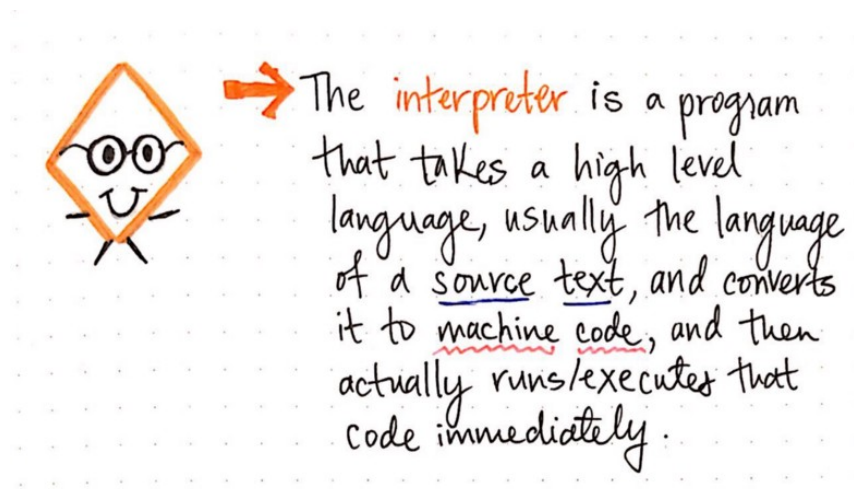 The interpreter is a program
that takes a high level
language, usually the language
of a source text, and converts
it to machine code, and then
actually runs/executes that
code immediately.